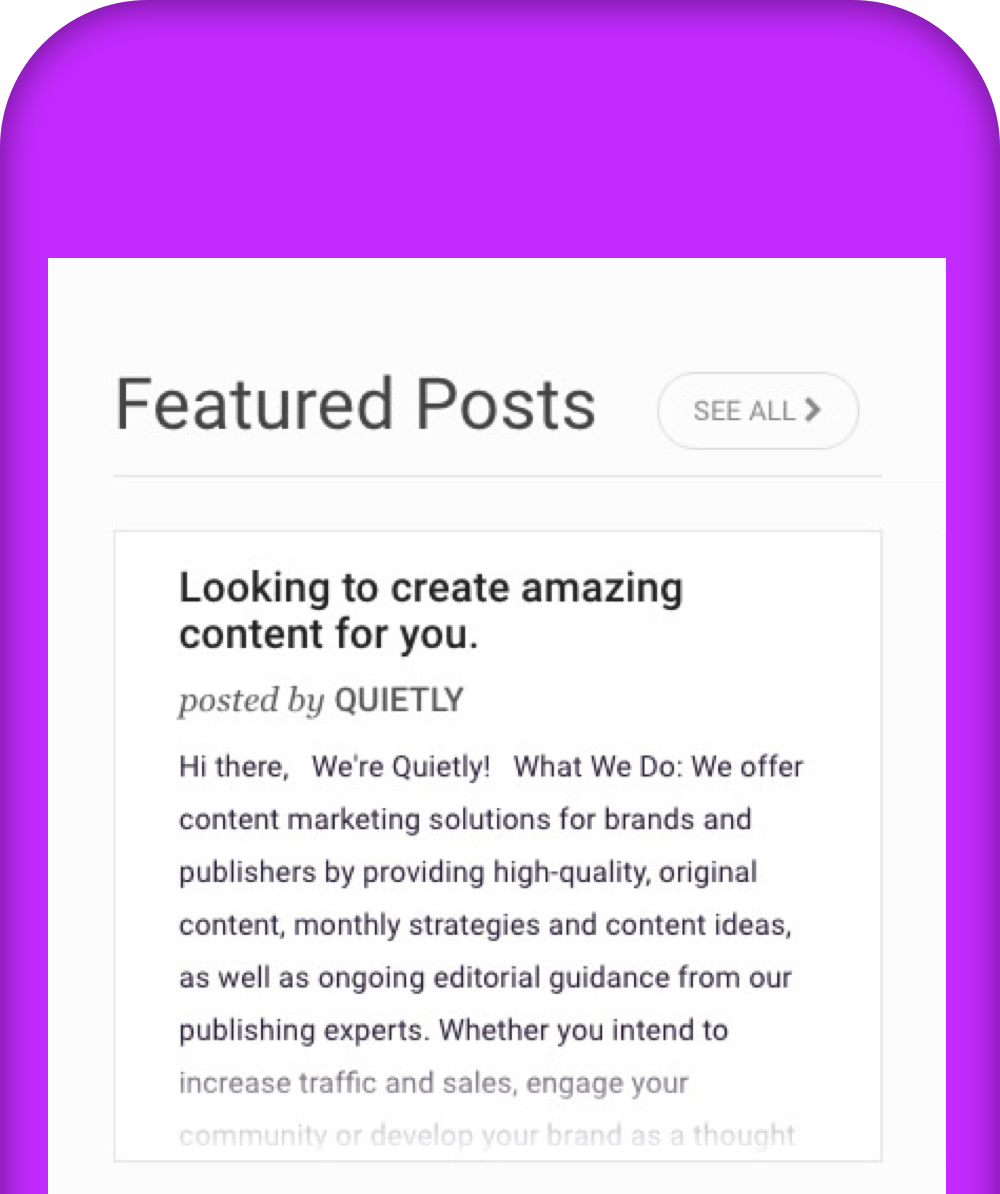 Featured Posts
SEE ALL
Looking to create amazing
content for you.
posted by QUIETLY
Hi there,   We're Quietly!   What We Do: We offer
content marketing solutions for brands and
publishers by providing high-quality, original
content, monthly strategies and content ideas,
as well as ongoing editorial guidance from our
publishing experts. Whether you intend to
increase traffic and sales, engage your
community or develop your brand as a thought